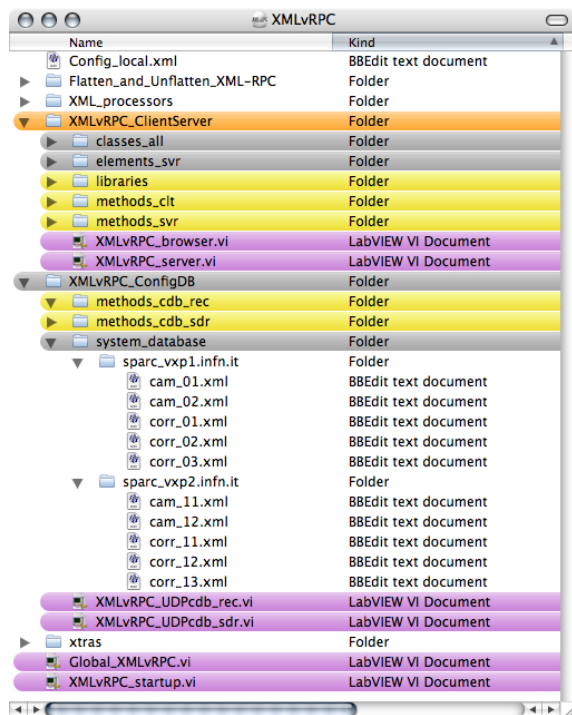 XMLvRPC
Name Kind
Config_local.xml BBEdit text document
Flatten_and_Unflatten_XML-RPC Folder
XML_processors Folder
XMLvRPC_ClientServer Folder
classes_all Folder
elements_svr Folder
libraries Folder
methods_clt Folder
methods_svr Folder
XMLvRPC_browser.vi LabVIEW VI Document
XMLvRPC_server.vi LabVIEW VI Document
XMLvRPC_ConfigDB Folder
methods_cdb_rec Folder
methods_cdb_sdr Folder
system_database Folder
sparc_vxp1.infn.it Folder
cam_01.xml BBEdit text document
cam_02.xml BBEdit text document
corr_01.xml BBEdit text document
corr_02.xml BBEdit text document
corr_03.xml BBEdit text document
sparc_vxp2.infn.it Folder
cam_11.xml BBEdit text document
cam_12.xml BBEdit text document
corr_11.xml BBEdit text document
corr_12.xml BBEdit text document
corr_13.xml BBEdit text document
XMLvRPC_UDPcdb_rec.vi LabVIEW VI Document
XMLvRPC_UDPcdb_sdr.vi LabVIEW VI Document
xtras Folder
Global_XMLvRPC.vi LabVIEW VI Document
XMLvRPC_startup.vi LabVIEW VI Document